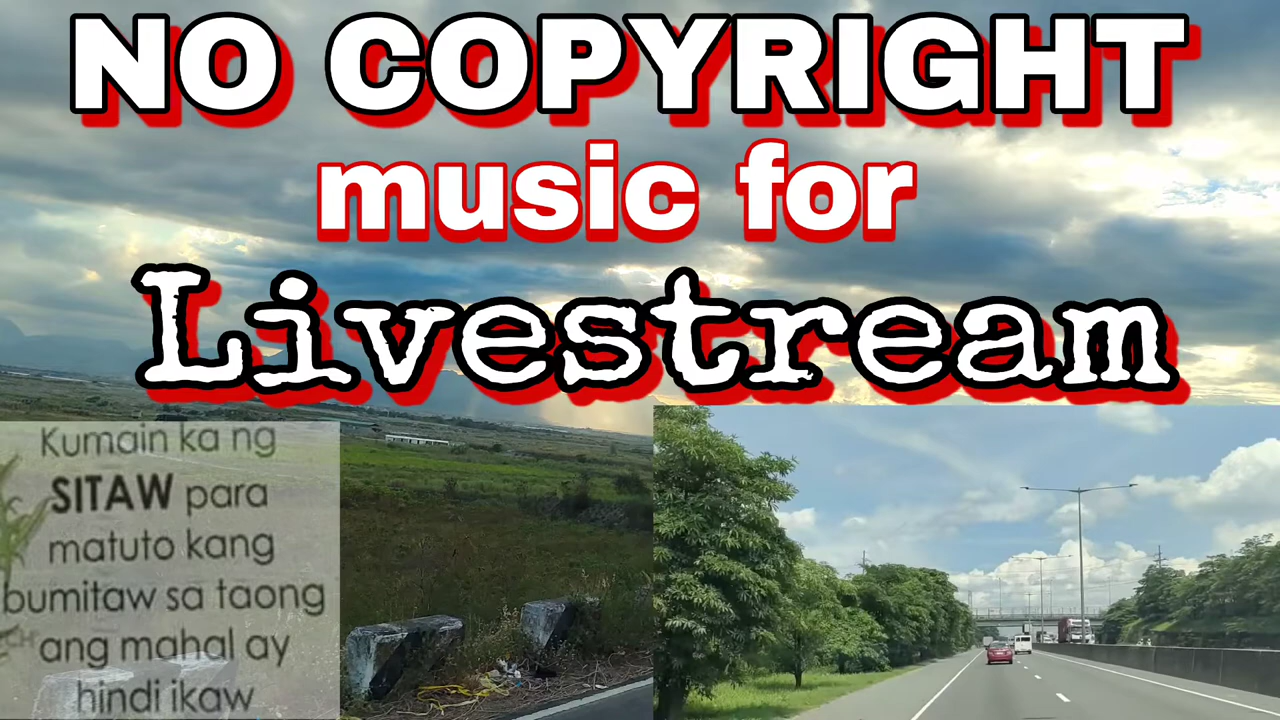 NO COPYRIGHT
music for
Livestream
Kumain ka ng
SITAW para
matuto kang
bumitaw sa taong
ang mahal ay
hindi ikaw